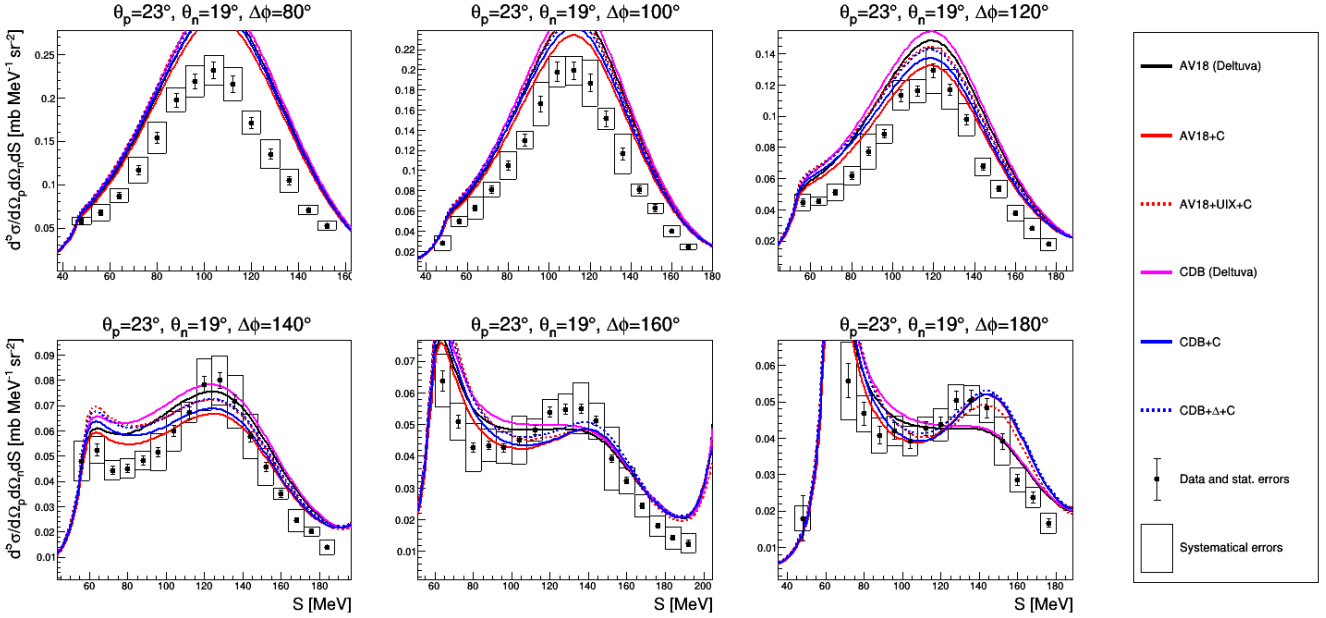 θp=23°, θn=19°, Δϕ=80°
θp=23°, θn=19°, Δϕ=100°
θp=23°, θn=19°, Δϕ=120°
d⁵σ/dΩpdΩndS [mb MeV⁻¹ sr⁻²]
0.25
0.2
0.15
0.1
0.05
40 60 80 100 120 140 160
0.22
0.2
0.18
0.16
0.14
0.12
0.1
0.08
0.06
0.04
0.02
40 60 80 100 120 140 160 180
0.14
0.12
0.1
0.08
0.06
0.04
0.02
40 60 80 100 120 140 160 180
θp=23°, θn=19°, Δϕ=140°
θp=23°, θn=19°, Δϕ=160°
θp=23°, θn=19°, Δϕ=180°
d⁵σ/dΩpdΩndS [mb MeV⁻¹ sr⁻²]
0.09
0.08
0.07
0.06
0.05
0.04
0.03
0.02
0.01
60 80 100 120 140 160 180
S [MeV]
0.07
0.06
0.05
0.04
0.03
0.02
0.01
60 80 100 120 140 160 180 200
S [MeV]
0.06
0.05
0.04
0.03
0.02
0.01
40 60 80 100 120 140 160 180
S [MeV]
AV18 (Deltuva)
AV18+C
AV18+UIX+C
CDB (Deltuva)
CDB+C
CDB+Δ+C
Data and stat. errors
Systematical errors